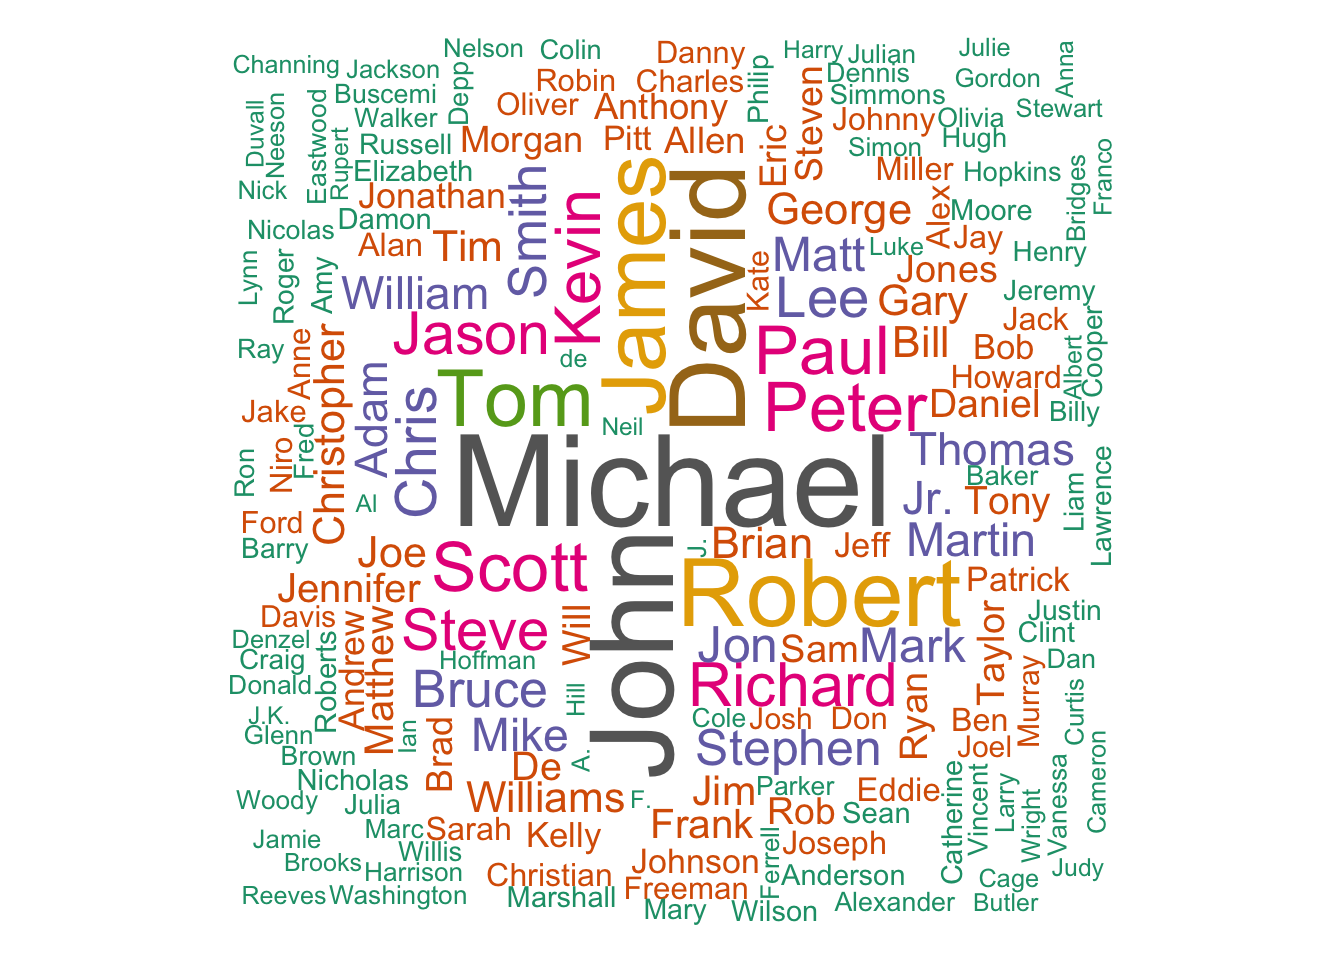 Nelson
Colin
Danny
Harry
Julian
Julie
Anna
Channing
Jackson
Depp
Robin
Charles
Philip
Steven
Dennis
Gordon
Buscemi
Oliver
Anthony
Simmons
Stewart
Duvall
Neeson
Eastwood
Rupert
Walker
Russell
Morgan
Pitt
Allen
Eric
Johnny
Olivia
Simon
Hugh
Elizabeth
Miller
Hopkins
Bridges
Franco
Nick
Jonathan
Smith
Kevin
James
David
George
Alex
Moore
Nicolas
Damon
Alan
Tim
Kate
Matt
Luke
Jay
Henry
Lynn
Roger
Amy
William
Lee
Jones
Gary
Jeremy
Ray
Anne
Christopher
Jason
de
Paul
Bill
Bob
Jack
Albert
Cooper
Jake
Adam
Chris
Tom
Neil
Peter
Howard
Daniel
Billy
Ron
Niro
Fred
Al
Michael
Thomas
Baker
Liam
Lawrence
Ford
Jr.
Tony
Barry
Joe
Scott
John
J.
Brian
Jeff
Martin
Jennifer
Robert
Patrick
Davis
Steve
Will
Taylor
Justin
Denzel
Roberts
Andrew
Matthew
Hoffman
Jon
Sam
Mark
Clint
Craig
Donald
Bruce
Hill
Richard
Ryan
Murray
Dan
Curtis
J.K.
Glenn
Ian
Brad
Mike
A.
Cole
Josh
Don
Ben
Brown
De
Stephen
Joel
Cameron
Nicholas
Williams
F.
Jim
Parker
Eddie
Catherine
Vincent
Larry
Wright
Vanessa
Woody
Julia
Rob
Sean
Marc
Sarah
Kelly
Frank
Jamie
Willis
Ferrell
Joseph
Brooks
Harrison
Christian
Johnson
Anderson
Cage
Judy
Reeves
Washington
Marshall
Freeman
Mary
Wilson
Alexander
Butler